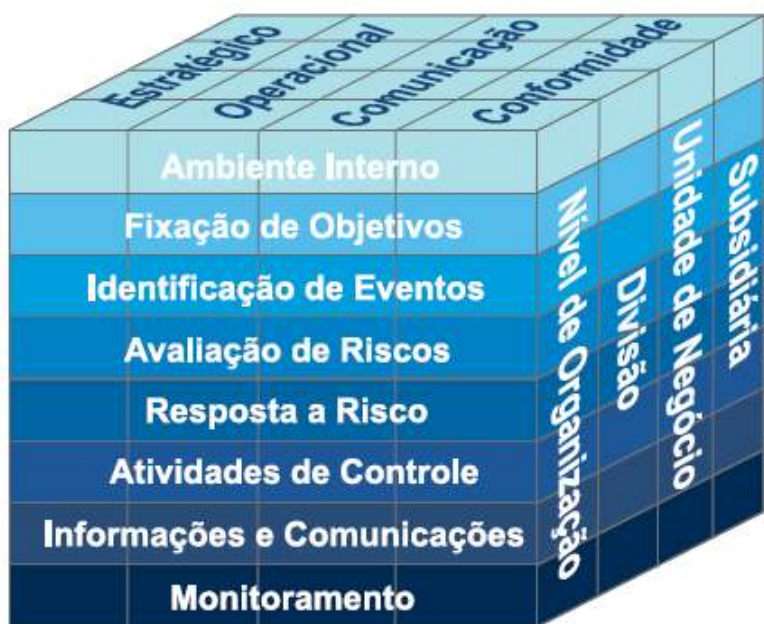 Estratégico
Operacional
Comunicação
Conformidade
Ambiente Interno
Fixação de Objetivos
Identificação de Eventos
Avaliação de Riscos
Resposta a Risco
Atividades de Controle
Informações e Comunicações
Monitoramento
Nível de Organização
Divisão
Unidade de Negócio
Subsidiária